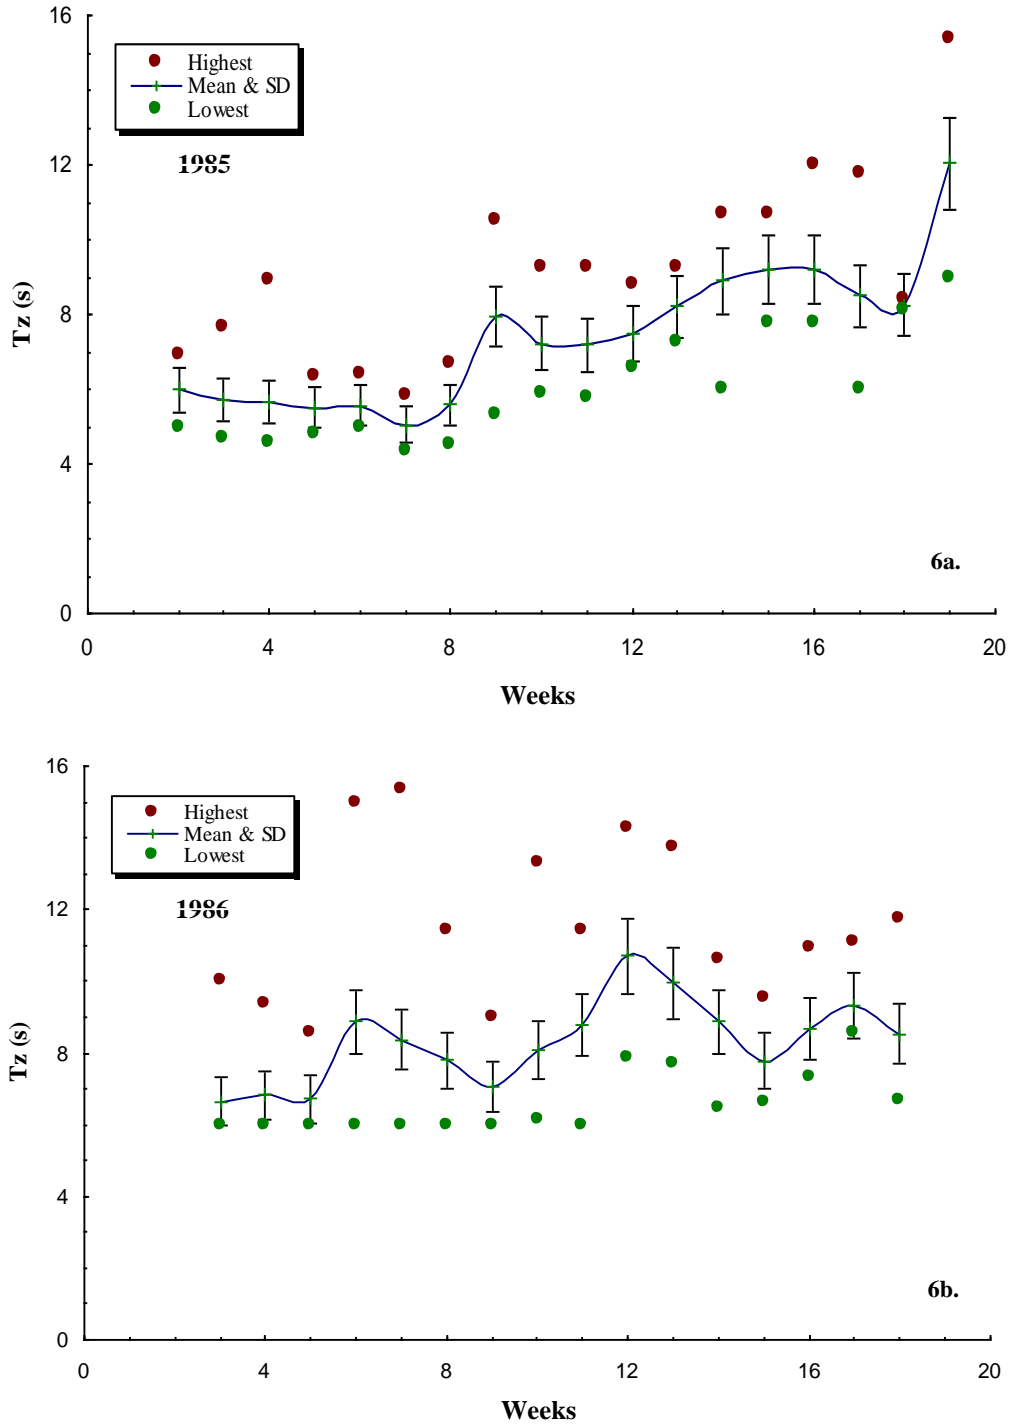 16
Highest
Mean & SD
Lowest
1985
12
8
Tz (s)
4
6a.
0
0 4 8 12 16 20
Weeks
16
Highest
Mean & SD
Lowest
1986
12
8
Tz (s)
4
6b.
0
0 4 8 12 16 20
Weeks